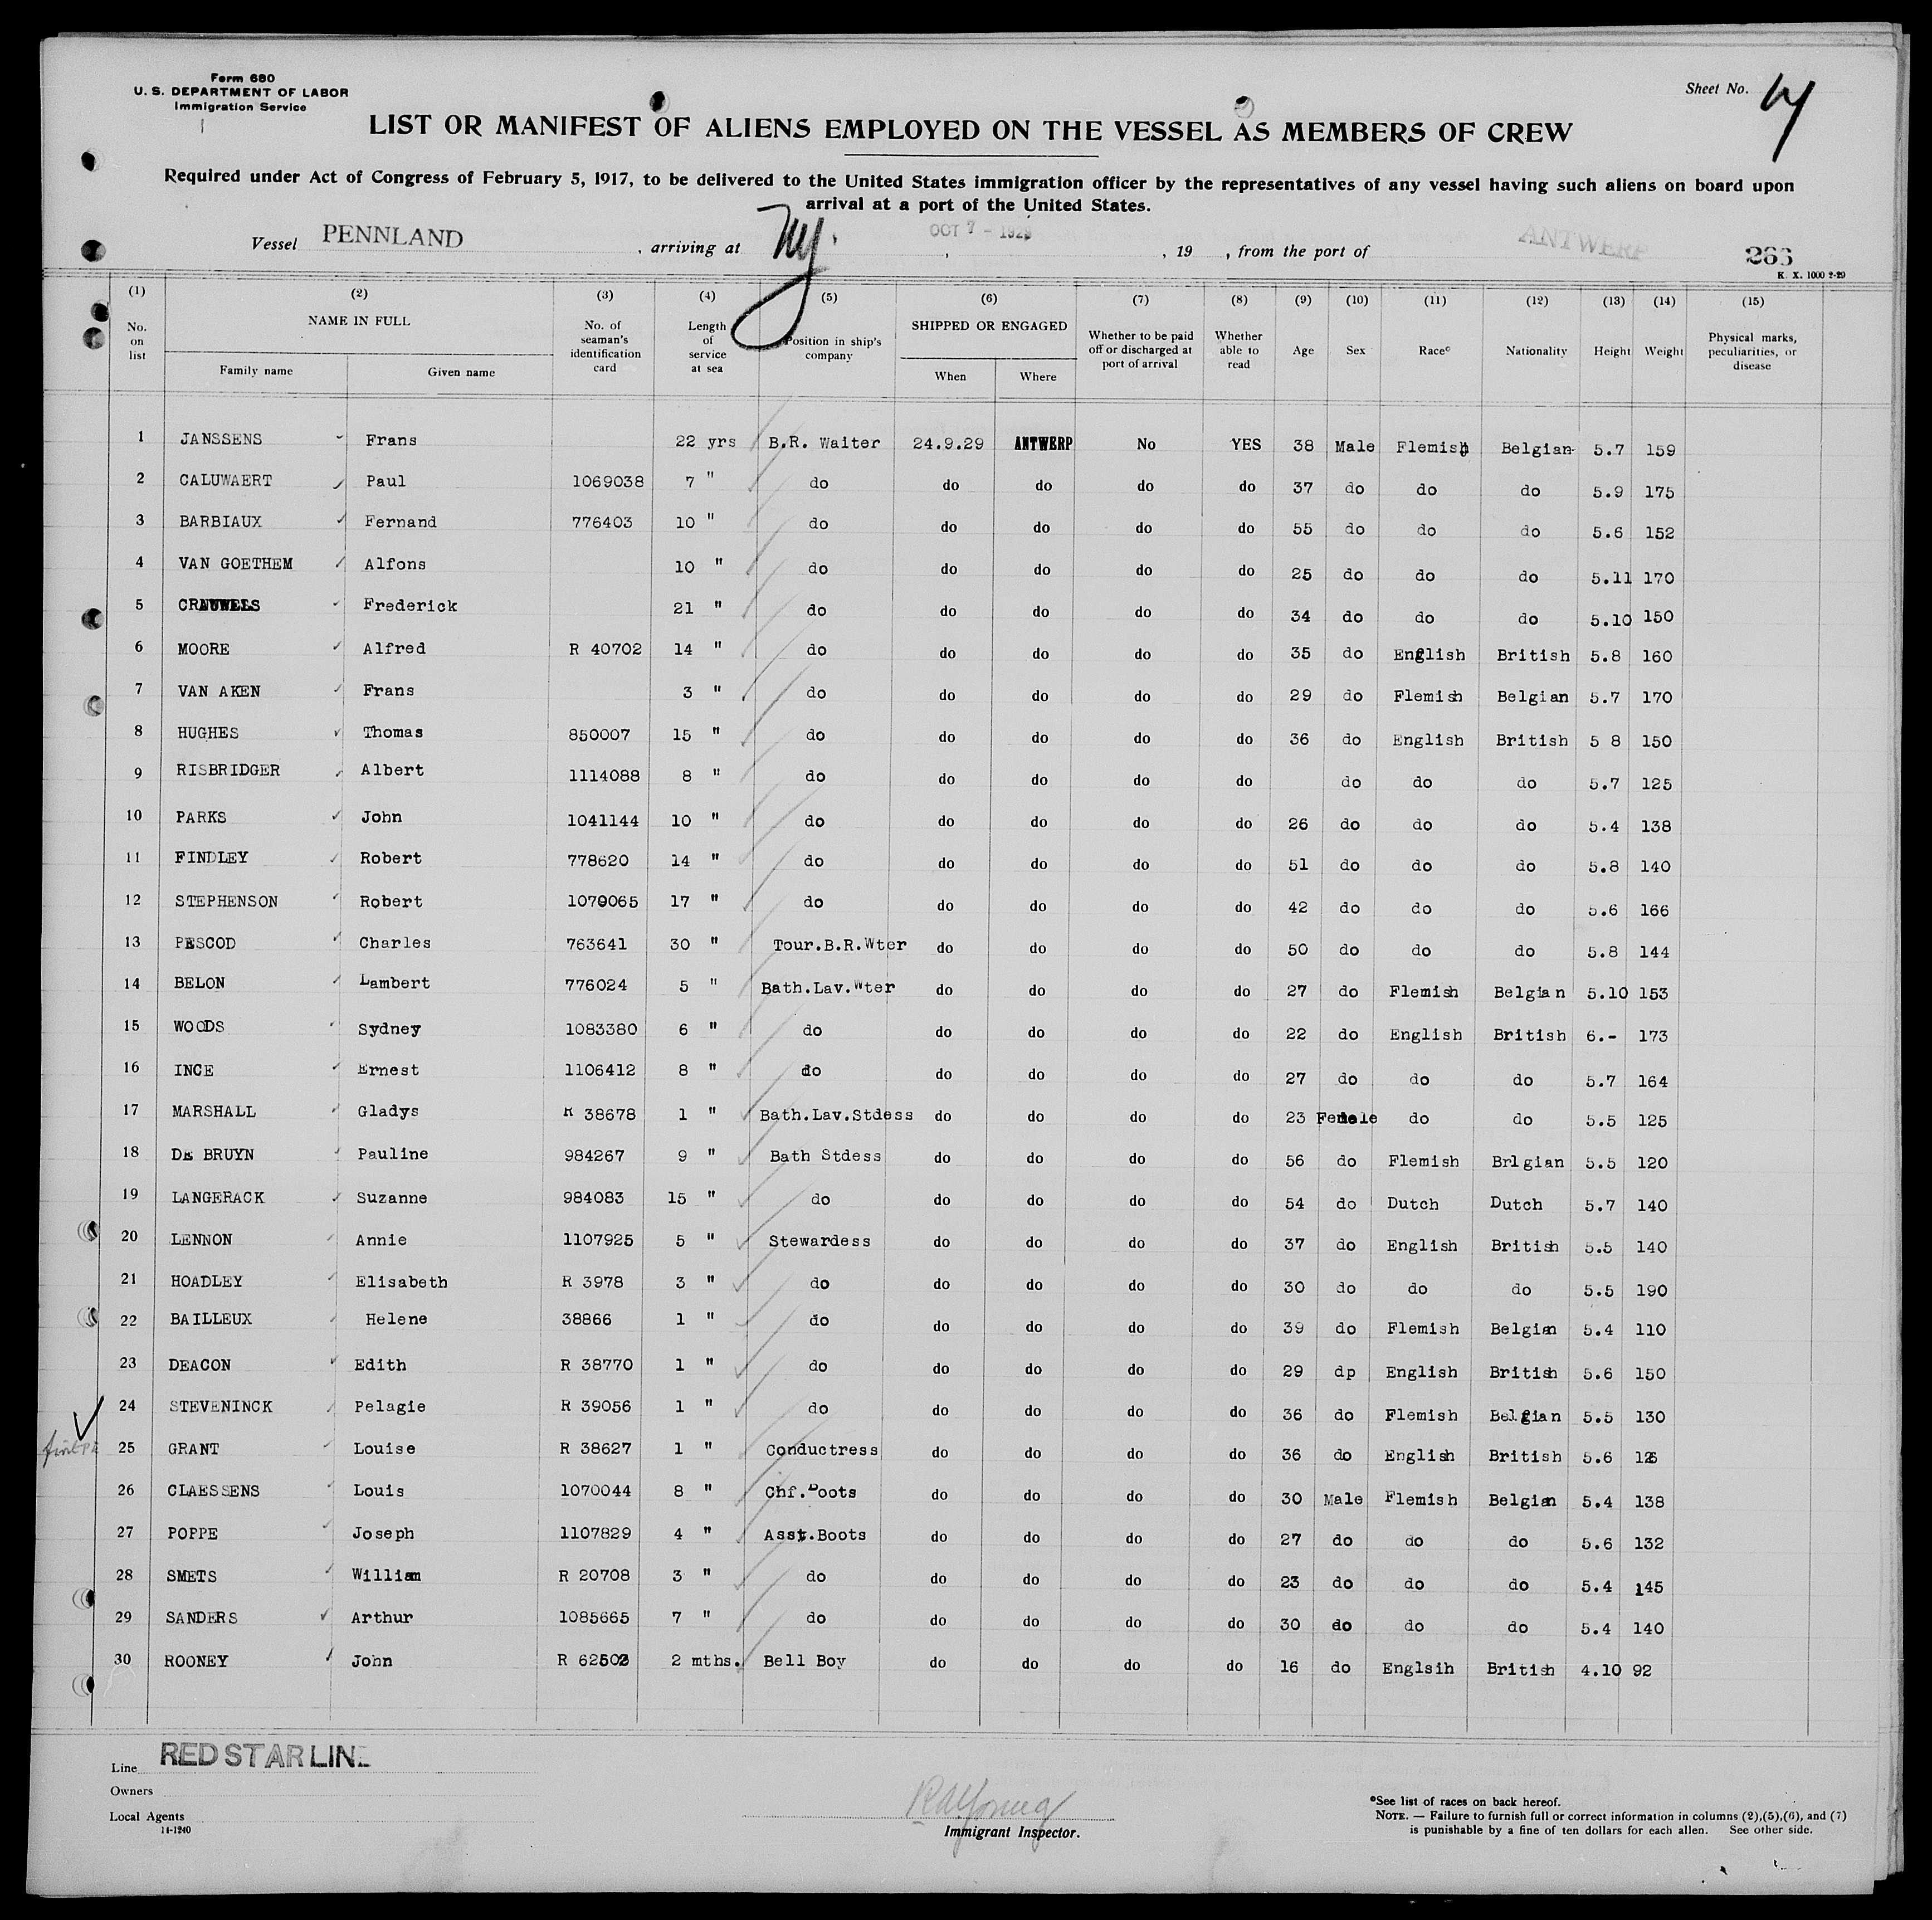 Form 680
U. S. DEPARTMENT OF LABOR
Immigration Service
Sheet No.
LIST OR MANIFEST OF ALIENS EMPLOYED ON THE VESSEL AS MEMBERS OF CREW
Required under Act of Congress of February 5, 1917, to be delivered to the United States immigration officer by the representatives of any vessel having such aliens on board upon
arrival at a port of the United States.
Vessel PENNLAND , arriving at Ny. , OCT 7 - 1929 , 19 , from the port of ANTWERP 266
K. X. 1000 2-29
(1) (2) (3) (4) (5) (6) (7) (8) (9) (10) (11) (12) (13) (14) (15)
No. on list NAME IN FULL Family name Given name No. of seaman's identification card Length of service at sea Position in ship's company SHIPPED OR ENGAGED When Where Whether to be paid off or discharged at port of arrival Whether able to read Age Sex Race* Nationality Height Weight Physical marks, peculiarities, or disease
1 JANSSENS Frans 22 yrs B.R. Waiter 24.9.29 ANTWERP No YES 38 Male Flemish Belgian 5.7 159
2 CALUWAERT Paul 1069038 7 " do do do do do 37 do do do 5.9 175
3 BARBIAUX Fernand 776403 10 " do do do do do 55 do do do 5.6 152
4 VAN GOETHEM Alfons 10 " do do do do do 25 do do do 5.11 170
5 CRAUWELS Frederick 21 " do do do do do 34 do do do 5.10 150
6 MOORE Alfred R 40702 14 " do do do do do 35 do English British 5.8 160
7 VAN AKEN Frans 3 " do do do do do 29 do Flemish Belgian 5.7 170
8 HUGHES Thomas 850007 15 " do do do do do 36 do English British 5 8 150
9 RISBRIDGER Albert 1114088 8 " do do do do do do do do 5.7 125
10 PARKS John 1041144 10 " do do do do do 26 do do do 5.4 138
11 FINDLEY Robert 778620 14 " do do do do do 51 do do do 5.8 140
12 STEPHENSON Robert 1070065 17 " do do do do do 42 do do do 5.6 166
13 PESCOD Charles 763641 30 " Tour.B.R.Wter do do do do 50 do do do 5.8 144
14 BELON Lambert 776024 5 " Bath.Lav.Wter do do do do 27 do Flemish Belgian 5.10 153
15 WOODS Sydney 1083380 6 " do do do do do 22 do English British 6.- 173
16 INCE Ernest 1106412 8 " do do do do do 27 do do do 5.7 164
17 MARSHALL Gladys R 38678 1 " Bath.Lav.Stdess do do do do 23 Female do do 5.5 125
18 DE BRUYN Pauline 984267 9 " Bath Stdess do do do do 56 do Flemish Brlgian 5.5 120
19 LANGERACK Suzanne 984083 15 " do do do do do 54 do Dutch Dutch 5.7 140
20 LENNON Annie 1107925 5 " Stewardess do do do do 37 do English British 5.5 140
21 HOADLEY Elisabeth R 3978 3 " do do do do do 30 do do do 5.5 190
22 BAILLEUX Helene 38866 1 " do do do do do 39 do Flemish Belgian 5.4 110
23 DEACON Edith R 38770 1 " do do do do do 29 dp English British 5.6 150
24 STEVENINCK Pelagie R 39056 1 " do do do do do 36 do Flemish Belgian 5.5 130
25 GRANT Louise R 38627 1 " Conductress do do do do 36 do English British 5.6
26 CLAESSENS Louis 1070044 8 " Chf.Boots do do do do 30 Male Flemish Belgian 5.4 138
27 POPPE Joseph 1107829 4 " Asst.Boots do do do do 27 do do do 5.6 132
28 SMETS William R 20708 3 " do do do do do 23 do do do 5.4 145
29 SANDERS Arthur 1085665 7 " do do do do do 30 do do do 5.4 140
30 ROONEY John 2 mths. Bell Boy do do do do 16 do Englsih British 4.10 92
Line RED STAR LINE
Owners
Local Agents
14-1240
Immigrant Inspector.
*See list of races on back hereof.
NOTE. — Failure to furnish full or correct information in columns (2),(5),(6), and (7)
is punishable by a fine of ten dollars for each alien. See other side.